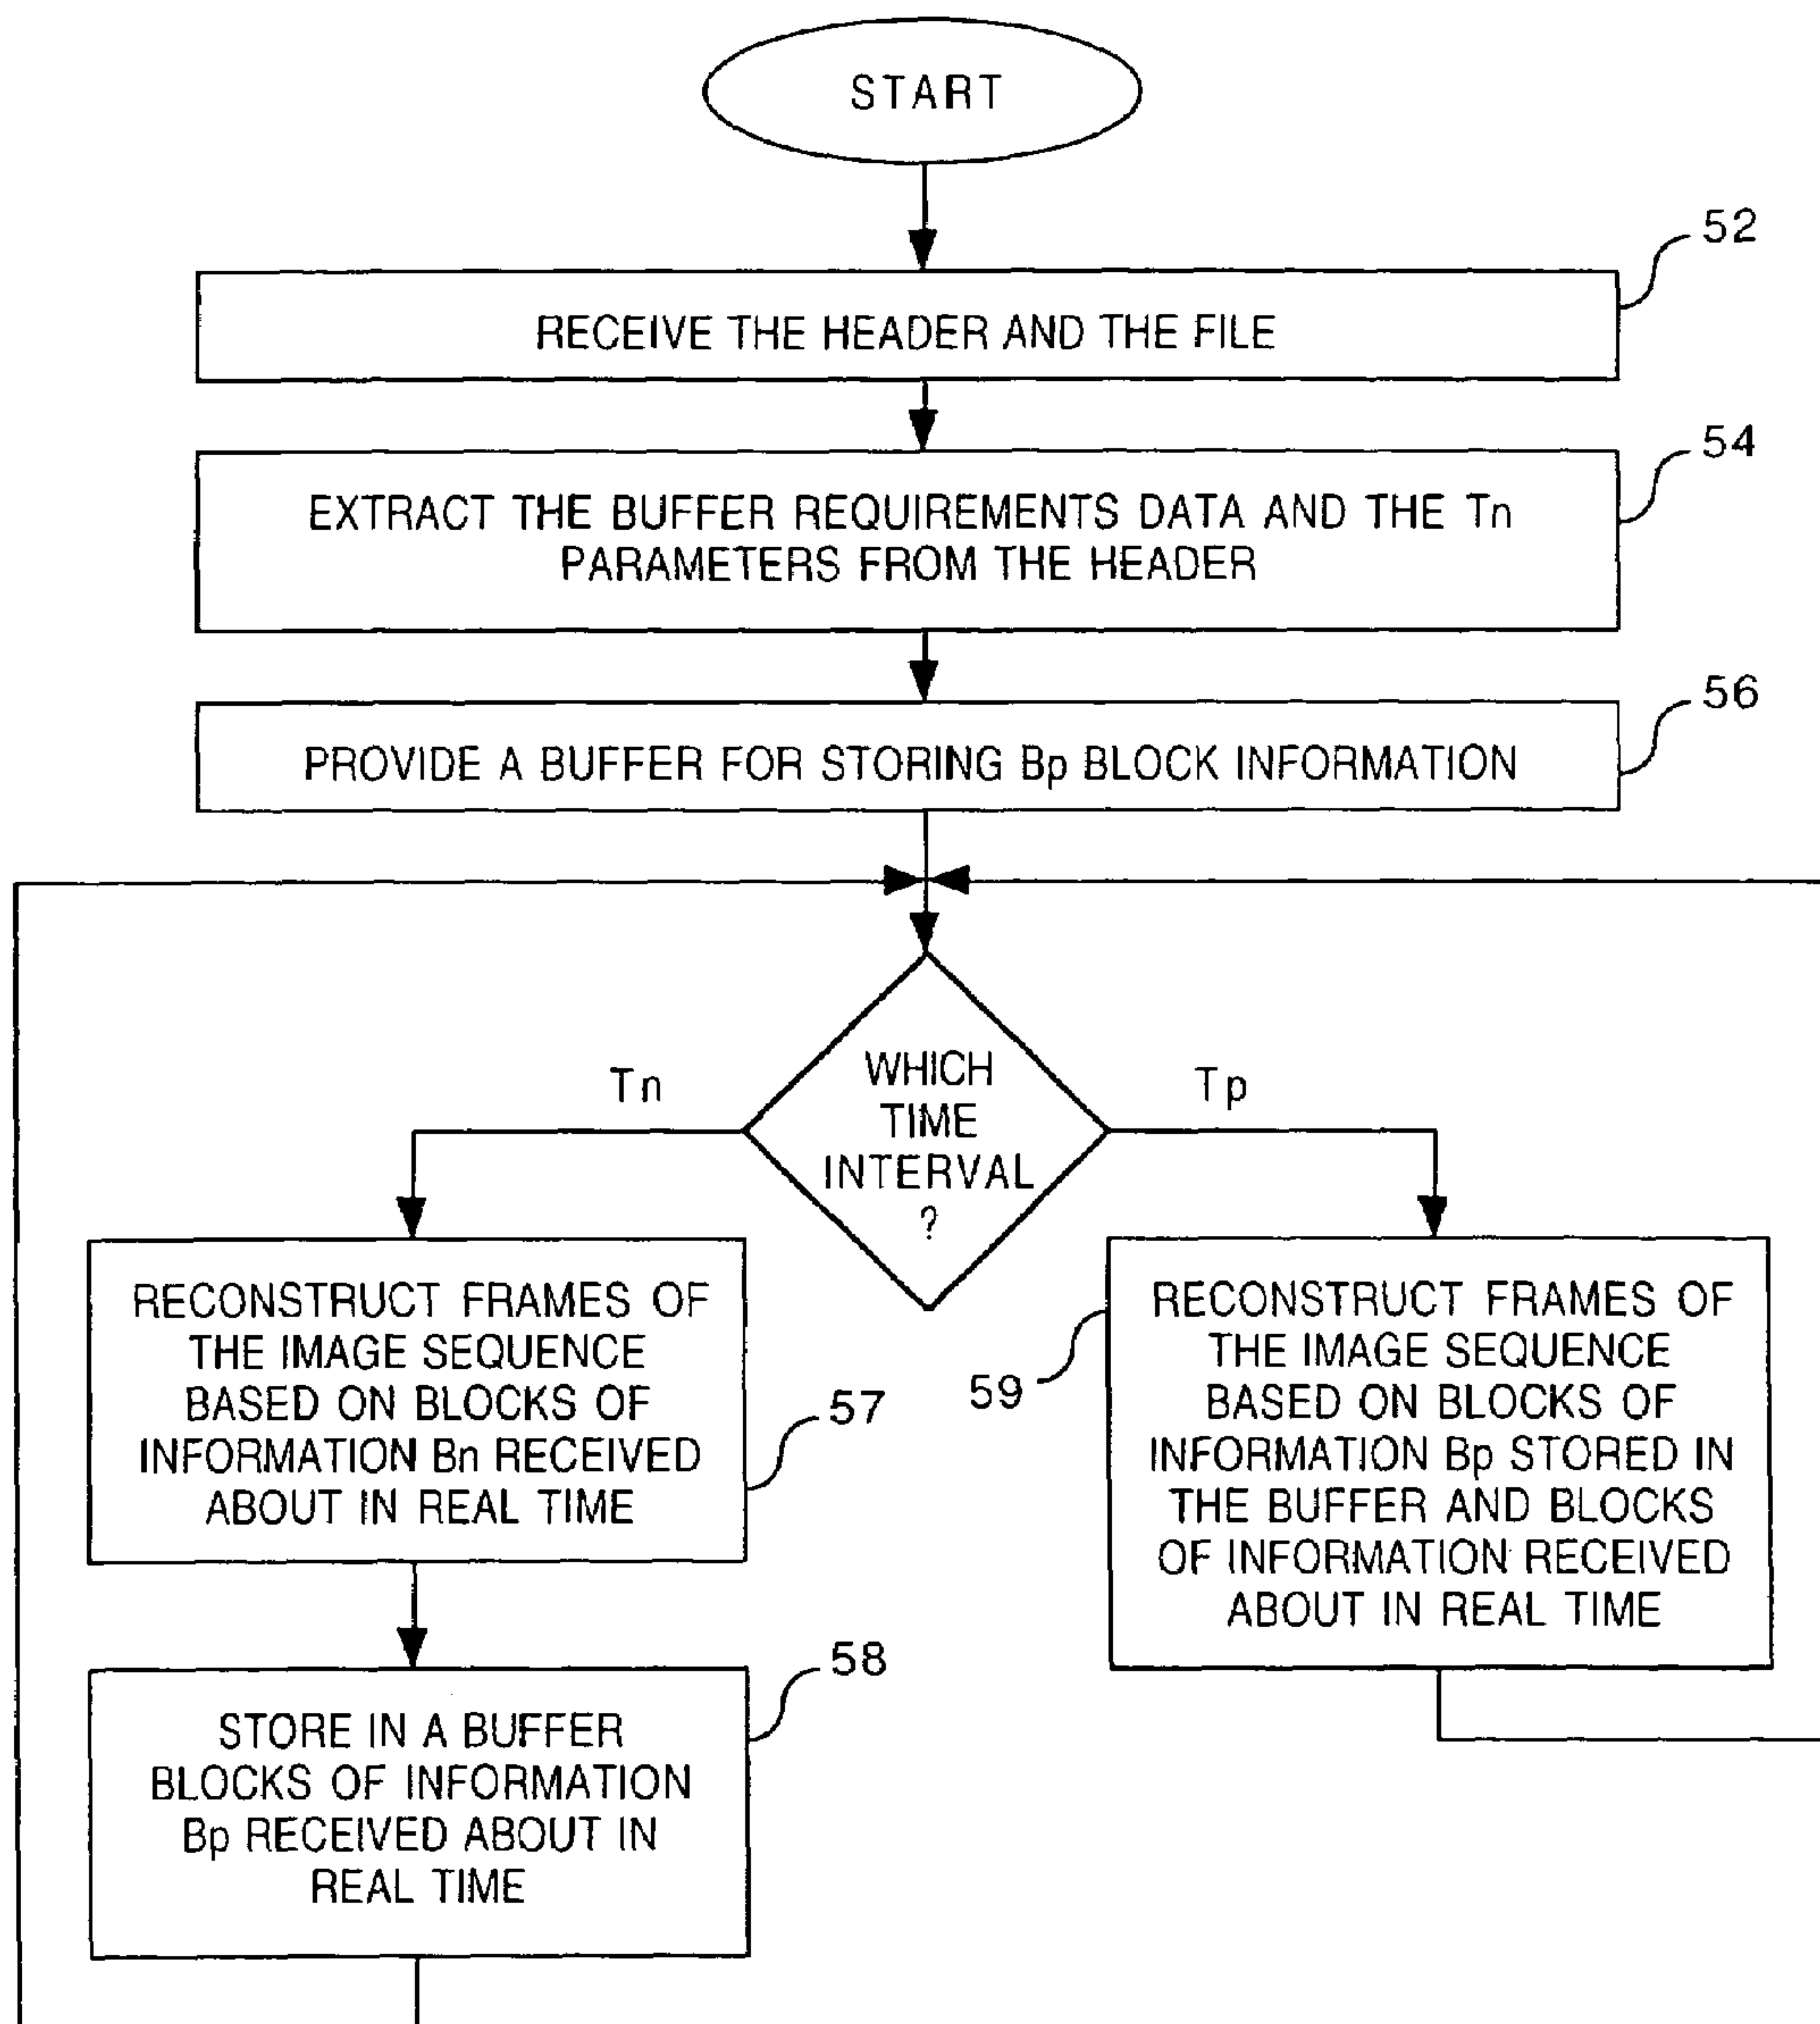 START
52
RECEIVE THE HEADER AND THE FILE
54
EXTRACT THE BUFFER REQUIREMENTS DATA AND THE Tn
PARAMETERS FROM THE HEADER
56
PROVIDE A BUFFER FOR STORING Bp BLOCK INFORMATION
WHICH
TIME
INTERVAL
?
Tn
Tp
RECONSTRUCT FRAMES OF
THE IMAGE SEQUENCE
BASED ON BLOCKS OF
INFORMATION Bn RECEIVED
ABOUT IN REAL TIME
57
59
RECONSTRUCT FRAMES OF
THE IMAGE SEQUENCE
BASED ON BLOCKS OF
INFORMATION Bp STORED IN
THE BUFFER AND BLOCKS
OF INFORMATION RECEIVED
ABOUT IN REAL TIME
58
STORE IN A BUFFER
BLOCKS OF INFORMATION
Bp RECEIVED ABOUT IN
REAL TIME